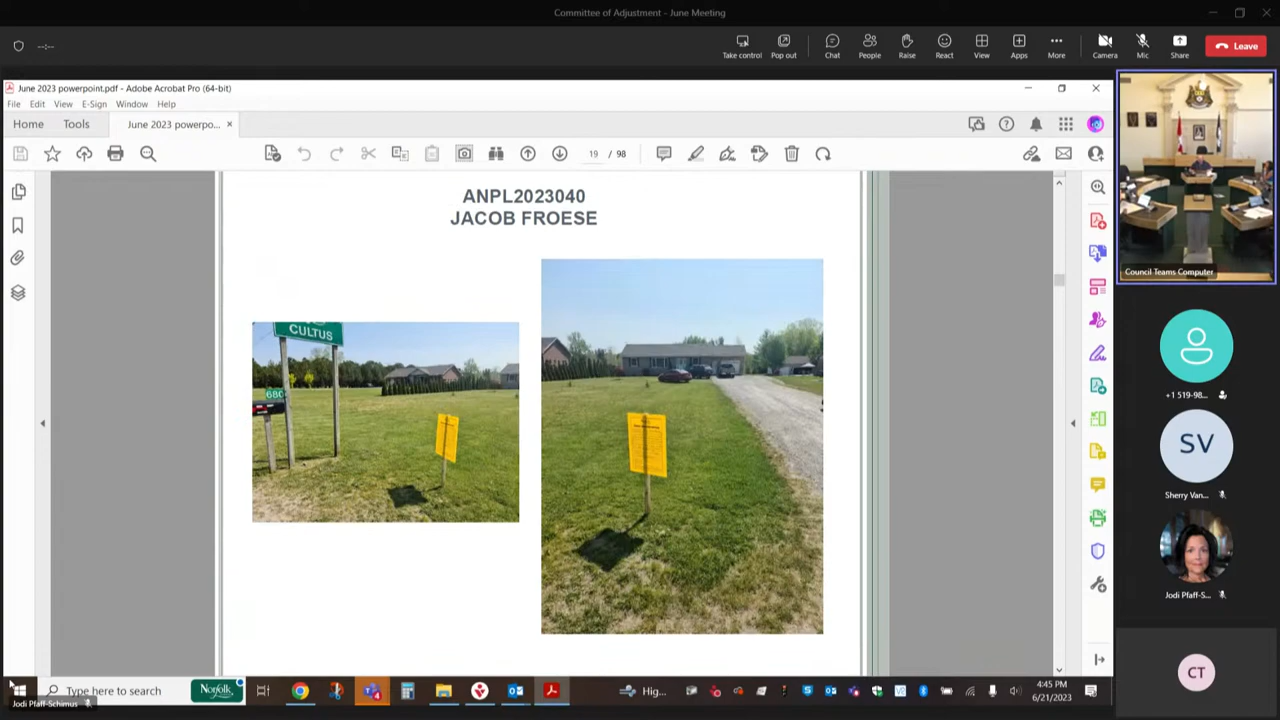 Committee of Adjustment - June Meeting
--:--
Take control
Pop out
Chat
People
Raise
React
View
Apps
More
Camera
Mic
Share
Leave
June 2023 powerpoint.pdf - Adobe Acrobat Pro (64-bit)
File Edit View E-Sign Window Help
Home Tools June 2023 powerpo...
19 / 98
ANPL2023040
JACOB FROESE
CULTUS
680
Council Teams Computer
+1 519-98...
SV
Sherry Van...
Jodi Pfaff-S...
CT
Type here to search
Norfolk
Hig...
4:45 PM
6/21/2023
Jodi Pfaff-Schimus